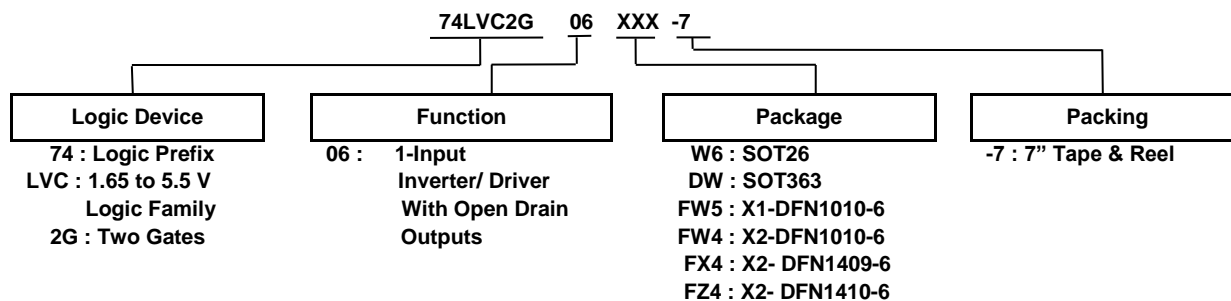 74LVC2G 06 XXX -7
Logic Device
74 : Logic Prefix
LVC : 1.65 to 5.5 V
Logic Family
2G : Two Gates
Function
06 : 1-Input
Inverter/ Driver
With Open Drain
Outputs
Package
W6 : SOT26
DW : SOT363
FW5 : X1-DFN1010-6
FW4 : X2-DFN1010-6
FX4 : X2- DFN1409-6
FZ4 : X2- DFN1410-6
Packing
-7 : 7” Tape & Reel